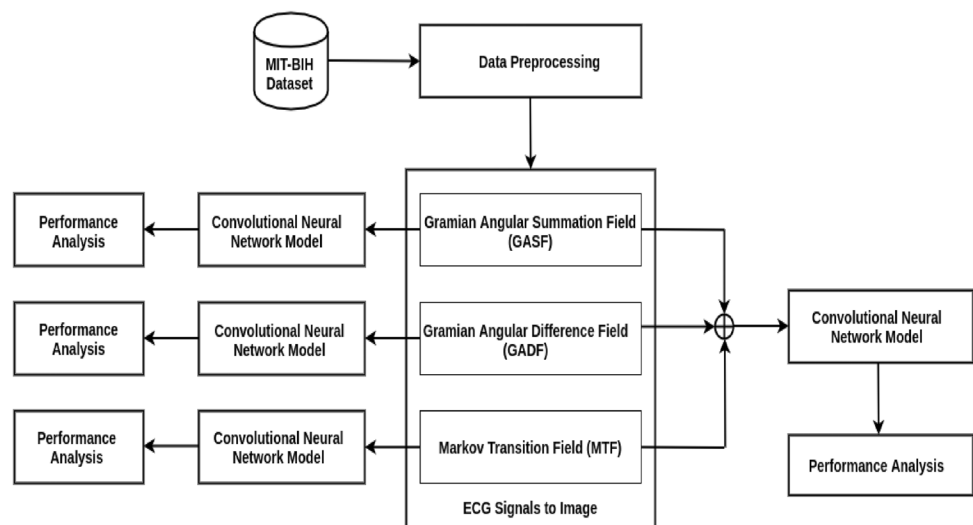 MIT-BIH
Dataset
Data Preprocessing
Performance
Analysis
Convolutional Neural
Network Model
Gramian Angular Summation Field
(GASF)
Performance
Analysis
Convolutional Neural
Network Model
Gramian Angular Difference Field
(GADF)
Convolutional Neural
Network Model
Performance
Analysis
Convolutional Neural
Network Model
Markov Transition Field (MTF)
Performance Analysis
ECG Signals to Image